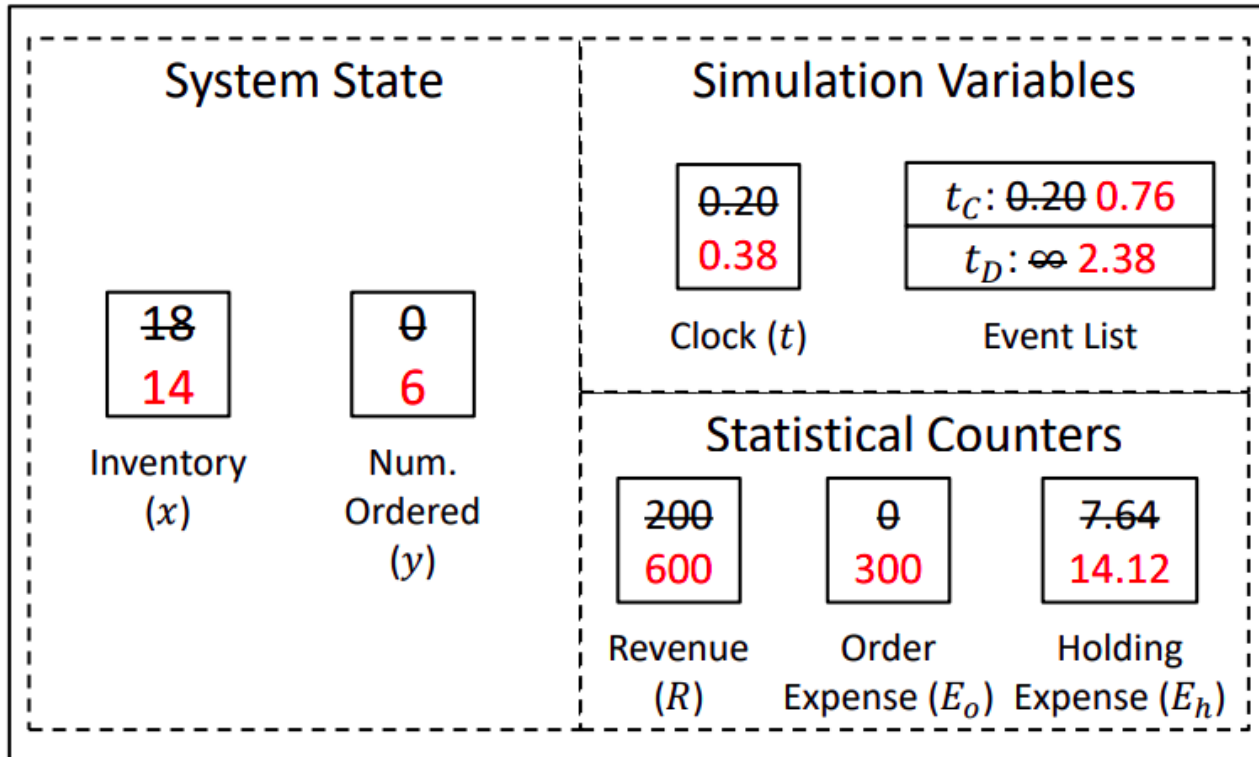 System State
18
14
Inventory
(x)
0
6
Num.
Ordered
(y)
Simulation Variables
0.20
0.38
Clock (t)
t_C: 0.20 0.76
t_D: ∞ 2.38
Event List
Statistical Counters
200
600
Revenue
(R)
0
300
Order
Expense (E_o)
7.64
14.12
Holding
Expense (E_h)